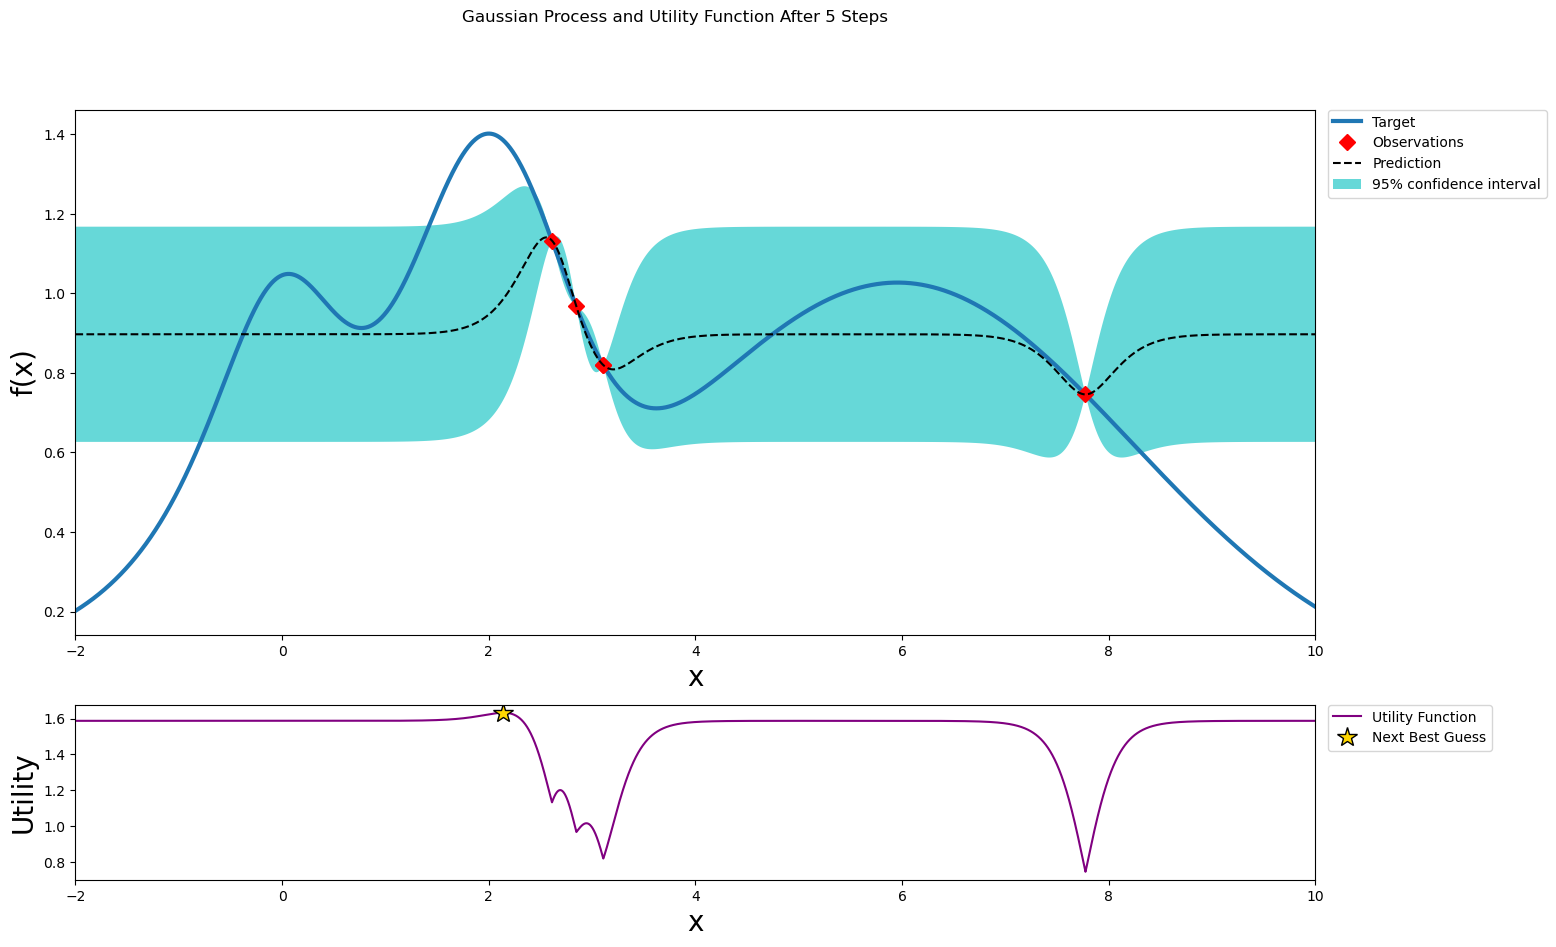 Gaussian Process and Utility Function After 5 Steps
1.4
1.2
1.0
0.8
0.6
0.4
0.2
f(x)
−2 0 2 4 6 8 10
x
Target
Observations
Prediction
95% confidence interval
1.6
1.4
1.2
1.0
0.8
Utility
−2 0 2 4 6 8 10
x
Utility Function
Next Best Guess